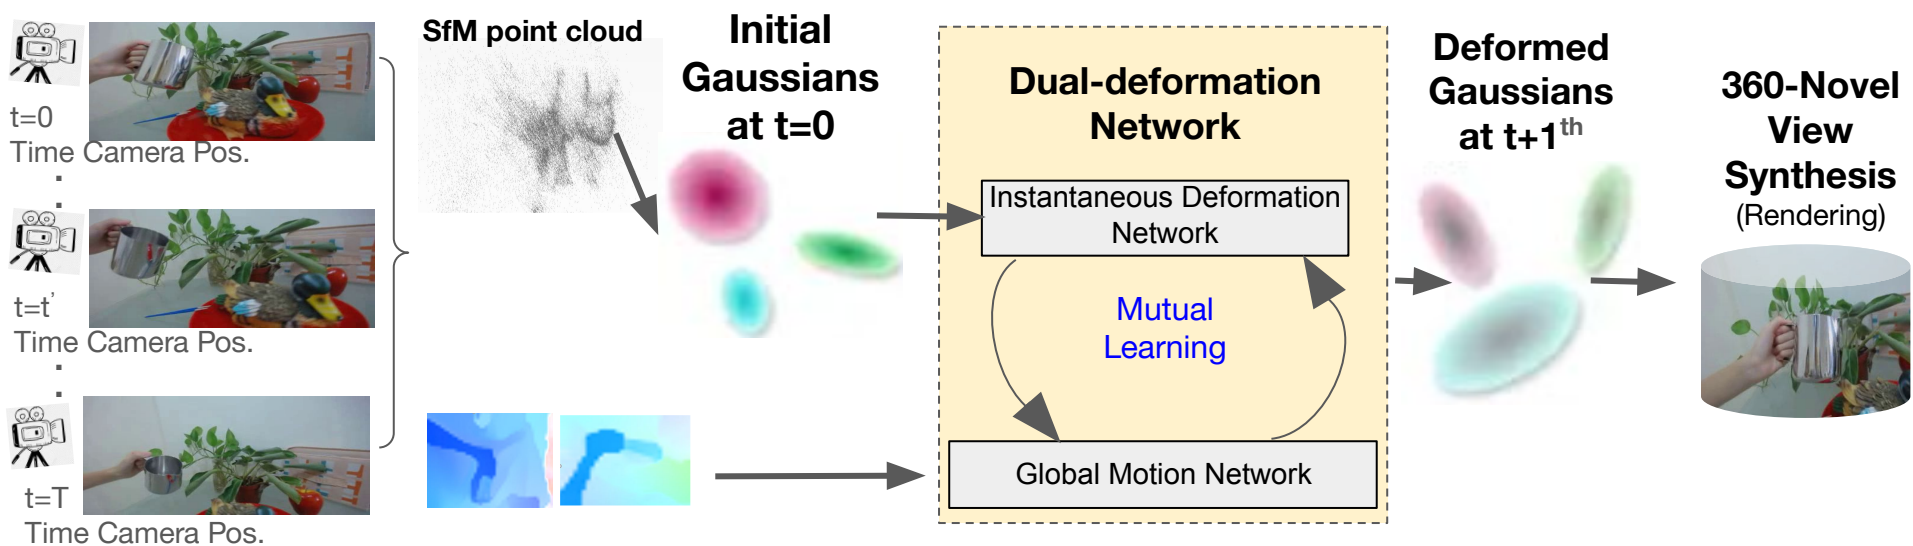 t=0
Time Camera Pos.
t=t'
Time Camera Pos.
t=T
Time Camera Pos.
SfM point cloud
Initial
Gaussians
at t=0
Dual-deformation
Network
Instantaneous Deformation
Network
Mutual
Learning
Global Motion Network
Deformed
Gaussians
at t+1th
360-Novel
View
Synthesis
(Rendering)